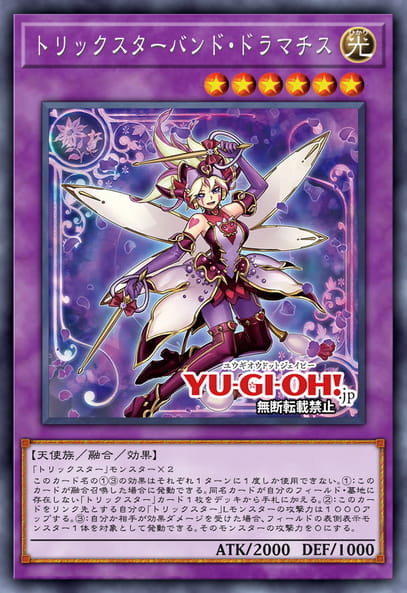 トリックスターバンド・ドラマチス
ひかり
光
ユウギオウドットジェイピー
YU-GI-OH!.jp
無断転載禁止
【天使族／融合／効果】
「トリックスター」モンスター×２
このカード名の①③の効果はそれぞれ１ターンに１度しか使用できない。①：この
カードが融合召喚した場合に発動できる。同名カードが自分のフィールド・墓地に
存在しない「トリックスター」カード１枚をデッキから手札に加える。②：このカー
ドをリンク先とする自分の「トリックスター」Lモンスターの攻撃力は１０００ア
ップする。③：自分か相手が効果ダメージを受けた場合、フィールドの表側表示モ
ンスター１体を対象として発動できる。そのモンスターの攻撃力を０にする。
ATK/2000 DEF/1000